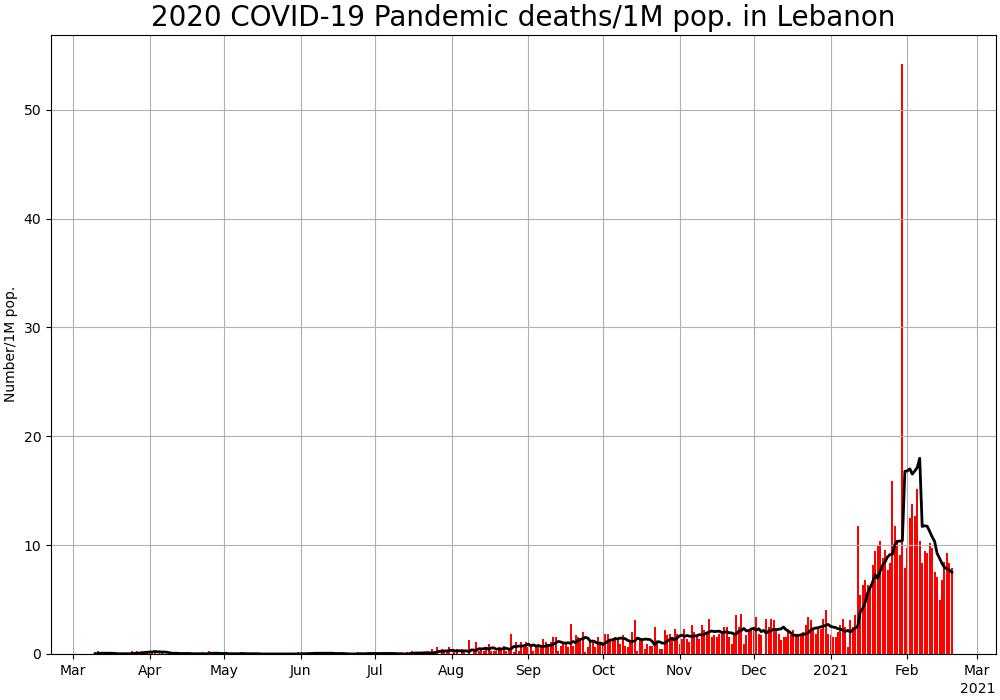 2020 COVID-19 Pandemic deaths/1M pop. in Lebanon
Number/1M pop.
50
40
30
20
10
0
Mar Apr May Jun Jul Aug Sep Oct Nov Dec 2021 Feb Mar
2021